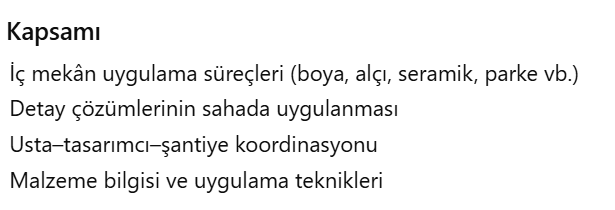 Kapsamı
İç mekân uygulama süreçleri (boya, alçı, seramik, parke vb.)
Detay çözümlerinin sahada uygulanması
Usta–tasarımcı–şantiye koordinasyonu
Malzeme bilgisi ve uygulama teknikleri